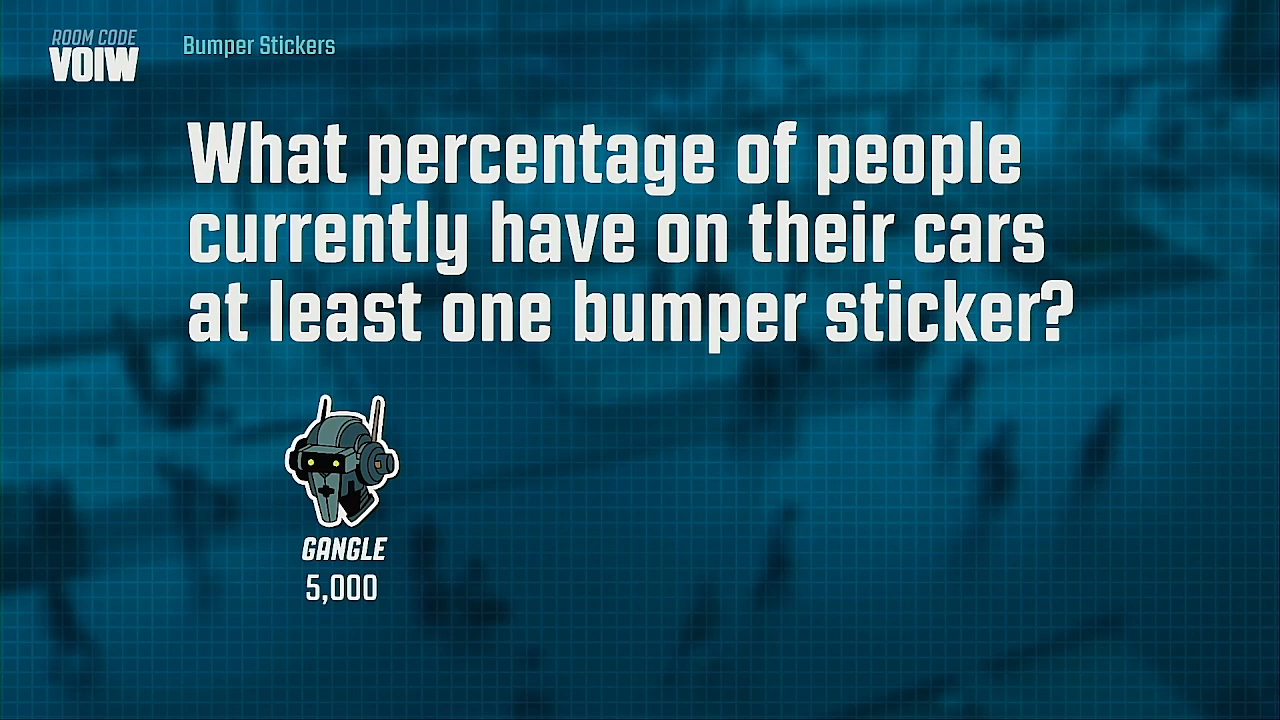 ROOM CODE
VOIW
Bumper Stickers
What percentage of people
currently have on their cars
at least one bumper sticker?
GANGLE
5,000